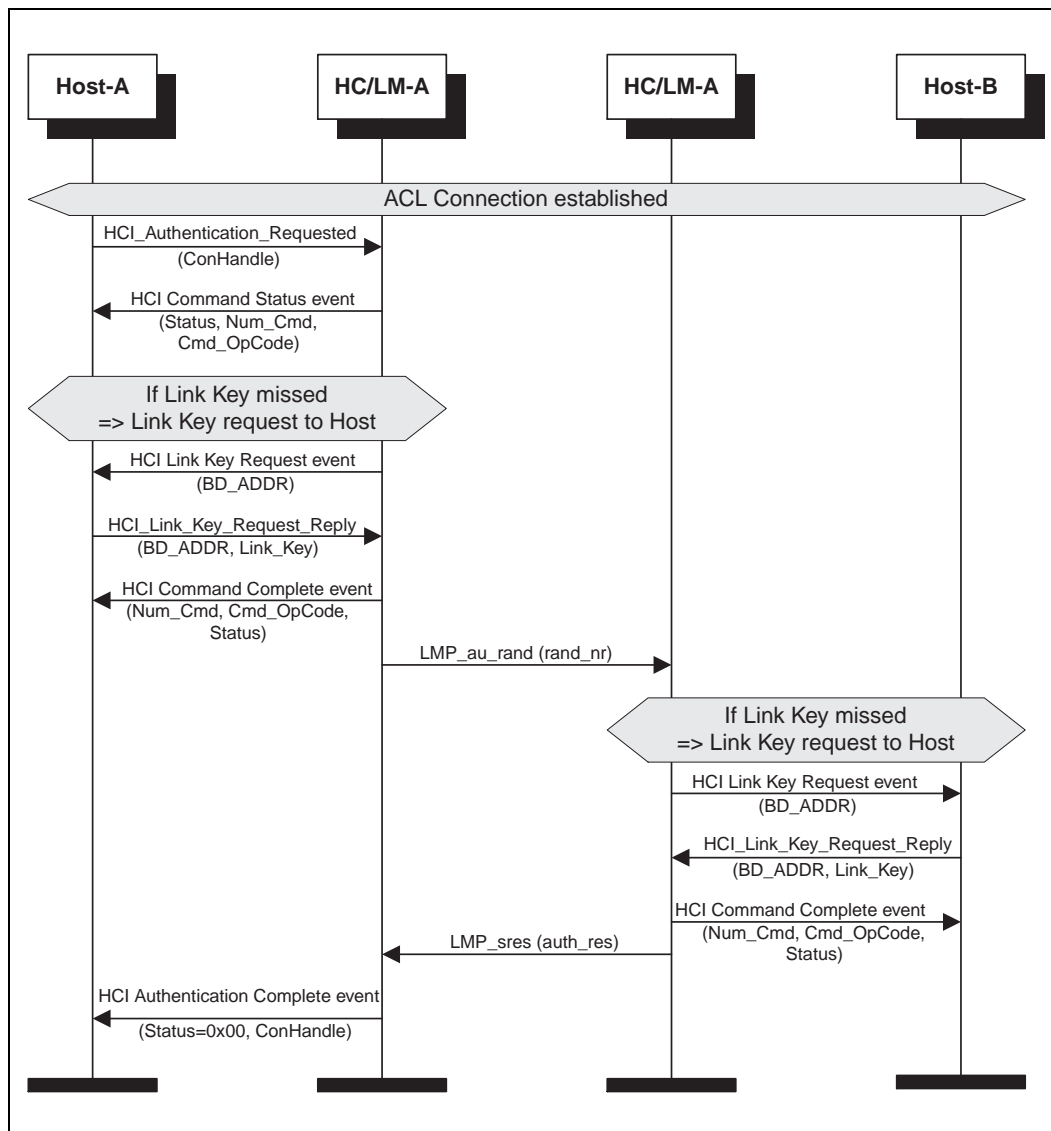 Host-A
HC/LM-A
HC/LM-A
Host-B
ACL Connection established
HCI_Authentication_Requested
(ConHandle)
HCI Command Status event
(Status, Num_Cmd,
Cmd_OpCode)
If Link Key missed
=> Link Key request to Host
HCI Link Key Request event
(BD_ADDR)
HCI_Link_Key_Request_Reply
(BD_ADDR, Link_Key)
HCI Command Complete event
(Num_Cmd, Cmd_OpCode,
Status)
LMP_au_rand (rand_nr)
If Link Key missed
=> Link Key request to Host
HCI Link Key Request event
(BD_ADDR)
HCI_Link_Key_Request_Reply
(BD_ADDR, Link_Key)
HCI Command Complete event
(Num_Cmd, Cmd_OpCode,
Status)
LMP_sres (auth_res)
HCI Authentication Complete event
(Status=0x00, ConHandle)